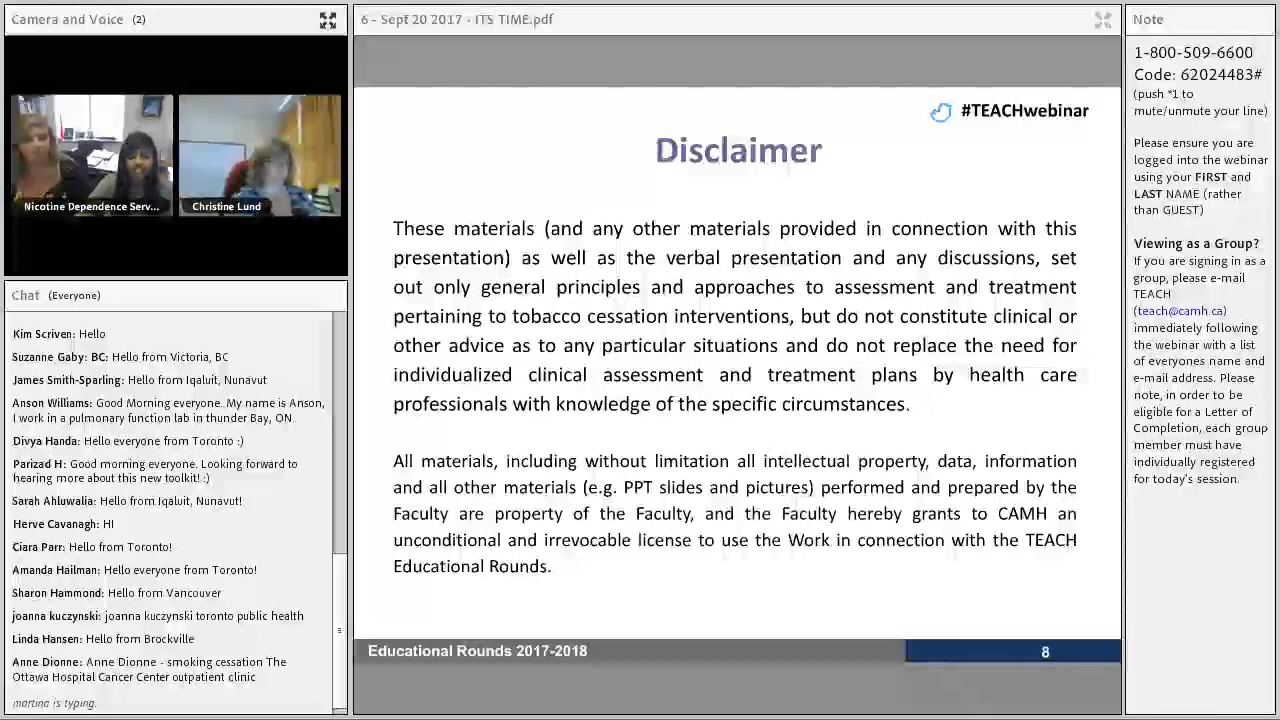 Camera and Voice (2)
Nicotine Dependence Serv...
Christine Lund
Chat (Everyone)
Kim Scriven: Hello
Suzanne Gaby: BC: Hello from Victoria, BC
James Smith-Sparling: Hello from Iqaluit, Nunavut
Anson Williams: Good Morning everyone. My name is Anson,
I work in a pulmonary function lab in thunder Bay, ON
Divya Handa: Hello everyone from Toronto :)
Parizad H: Good morning everyone. Looking forward to
hearing more about this new toolkit! :)
Sarah Ahluwalia: Hello from Iqaluit, Nunavut!
Herve Cavanagh: HI
Ciara Parr: Hello from Toronto!
Amanda Hailman: Hello everyone from Toronto!
Sharon Hammond: Hello from Vancouver
joanna kuczynski: joanna kuczynski toronto public health
Linda Hansen: Hello from Brockville
Anne Dionne: Anne Dionne - smoking cessation The
Ottawa Hospital Cancer Center outpatient clinic
martina is typing.
6 - Sept 20 2017 - ITS TIME.pdf
#TEACHwebinar
Disclaimer
These materials (and any other materials provided in connection with this
presentation) as well as the verbal presentation and any discussions, set
out only general principles and approaches to assessment and treatment
pertaining to tobacco cessation interventions, but do not constitute clinical or
other advice as to any particular situations and do not replace the need for
individualized clinical assessment and treatment plans by health care
professionals with knowledge of the specific circumstances.
All materials, including without limitation all intellectual property, data, information
and all other materials (e.g. PPT slides and pictures) performed and prepared by the
Faculty are property of the Faculty, and the Faculty hereby grants to CAMH an
unconditional and irrevocable license to use the Work in connection with the TEACH
Educational Rounds.
Educational Rounds 2017-2018
8
Note
1-800-509-6600
Code: 62024483#
(push *1 to
mute/unmute your line)
Please ensure you are
logged into the webinar
using your FIRST and
LAST NAME (rather
than GUEST)
Viewing as a Group?
If you are signing in as a
group, please e-mail
TEACH
(teach@camh.ca)
immediately following
the webinar with a list
of everyones name and
e-mail address. Please
note, in order to be
eligible for a Letter of
Completion, each group
member must have
individually registered
for today's session.